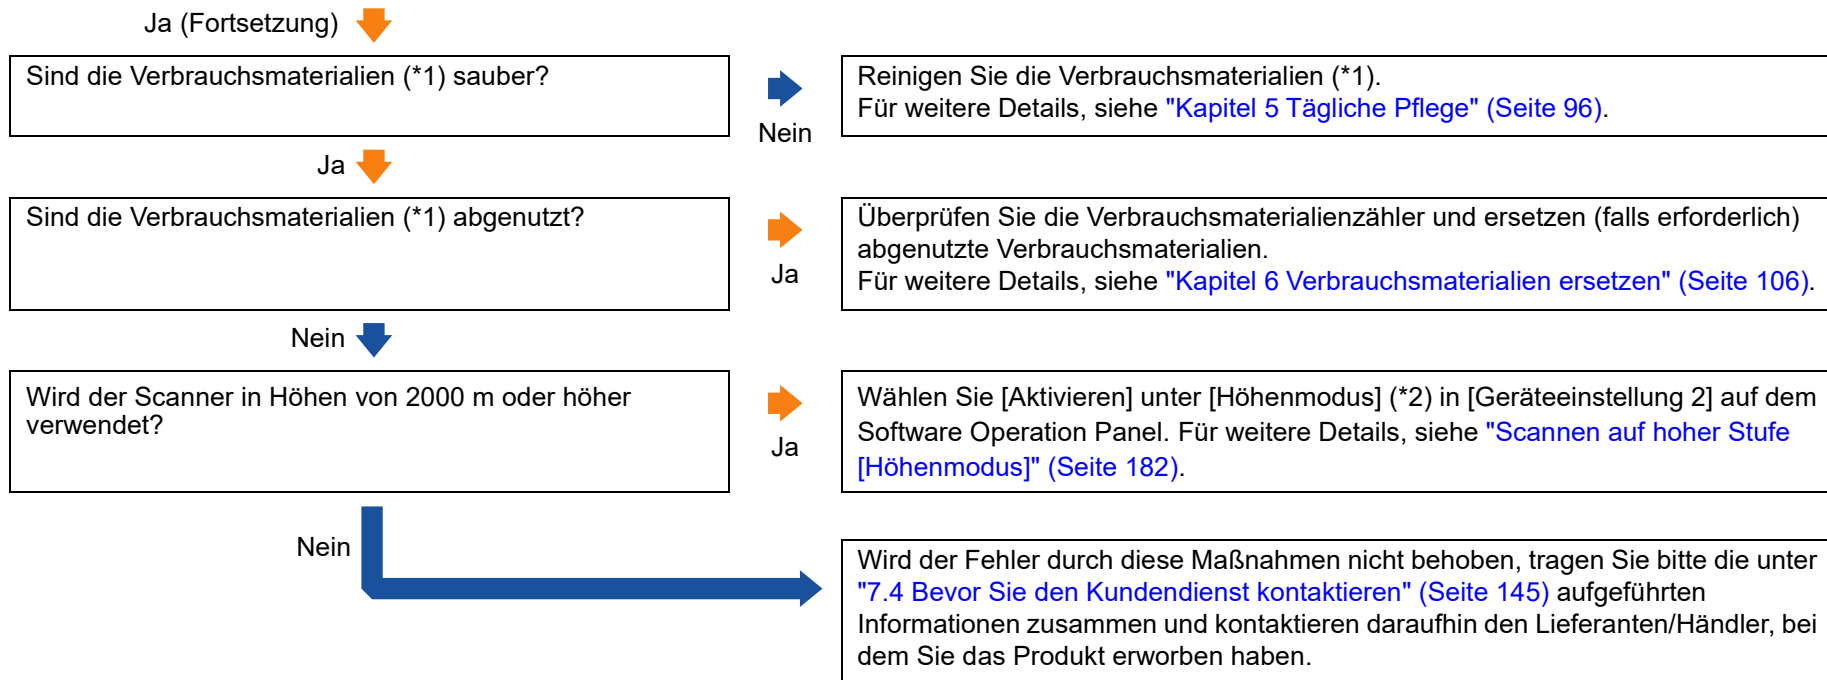 Ja (Fortsetzung)
Sind die Verbrauchsmaterialien (*1) sauber?
Nein
Reinigen Sie die Verbrauchsmaterialien (*1).
Für weitere Details, siehe "Kapitel 5 Tägliche Pflege" (Seite 96).
Ja
Sind die Verbrauchsmaterialien (*1) abgenutzt?
Ja
Überprüfen Sie die Verbrauchsmaterialienzähler und ersetzen (falls erforderlich)
abgenutzte Verbrauchsmaterialien.
Für weitere Details, siehe "Kapitel 6 Verbrauchsmaterialien ersetzen" (Seite 106).
Nein
Wird der Scanner in Höhen von 2000 m oder höher
verwendet?
Ja
Wählen Sie [Aktivieren] unter [Höhenmodus] (*2) in [Geräteeinstellung 2] auf dem
Software Operation Panel. Für weitere Details, siehe "Scannen auf hoher Stufe
[Höhenmodus]" (Seite 182).
Nein
Wird der Fehler durch diese Maßnahmen nicht behoben, tragen Sie bitte die unter
"7.4 Bevor Sie den Kundendienst kontaktieren" (Seite 145) aufgeführten
Informationen zusammen und kontaktieren daraufhin den Lieferanten/Händler, bei
dem Sie das Produkt erworben haben.